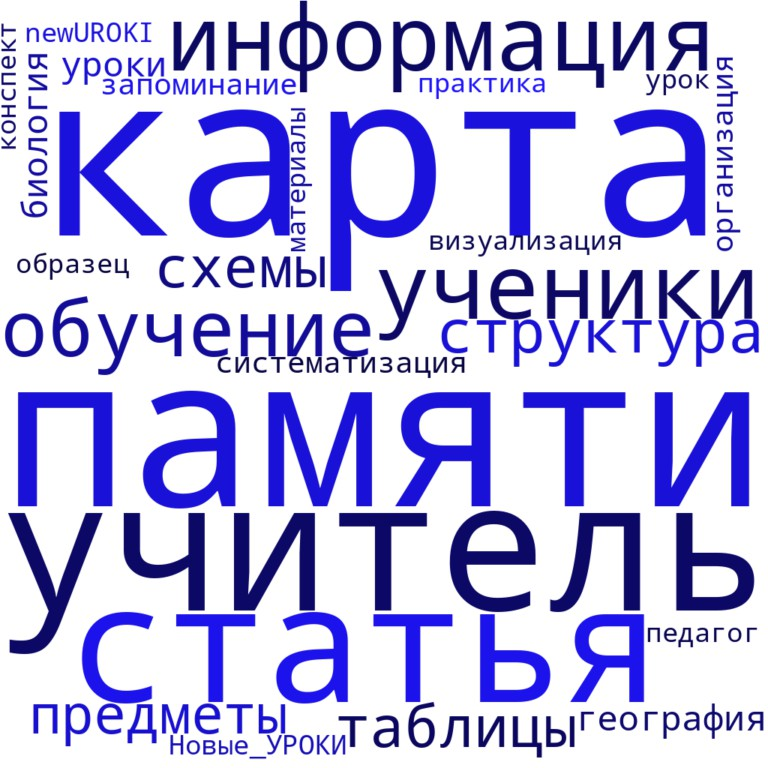 конспект
newUROKI
информация
уроки
запоминание
практика
урок
организация
биология
карта
материалы
визуализация
образец
схемы
ученики
обучение
структура
систематизация
памяти
учитель
статья
педагог
предметы
таблицы
география
Новые_УРОКИ